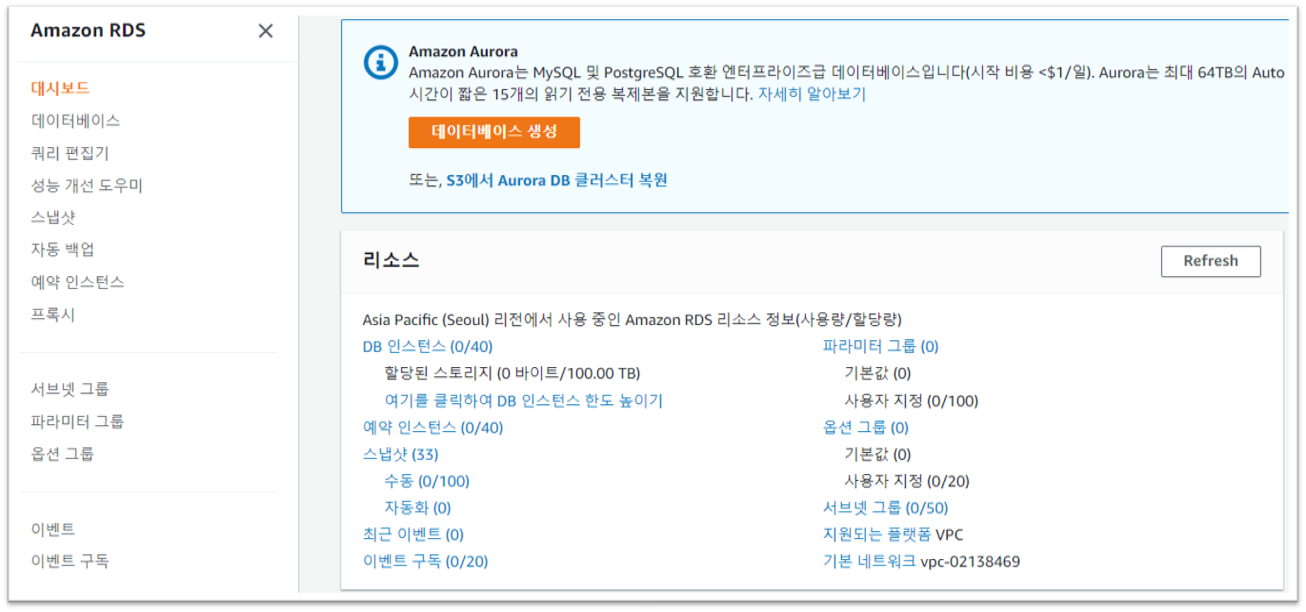 Amazon RDS
대시보드
데이터베이스
쿼리 편집기
성능 개선 도우미
스냅샷
자동 백업
예약 인스턴스
프록시
서브넷 그룹
파라미터 그룹
옵션 그룹
이벤트
이벤트 구독
Amazon Aurora
Amazon Aurora는 MySQL 및 PostgreSQL 호환 엔터프라이즈급 데이터베이스입니다(시작 비용 <$1/일). Aurora는 최대 64TB의 Auto
시간이 짧은 15개의 읽기 전용 복제본을 지원합니다. 자세히 알아보기
데이터베이스 생성
또는, S3에서 Aurora DB 클러스터 복원
리소스
Refresh
Asia Pacific (Seoul) 리전에서 사용 중인 Amazon RDS 리소스 정보(사용량/할당량)
DB 인스턴스 (0/40)
할당된 스토리지 (0 바이트/100.00 TB)
여기를 클릭하여 DB 인스턴스 한도 높이기
예약 인스턴스 (0/40)
스냅샷 (33)
수동 (0/100)
자동화 (0)
최근 이벤트 (0)
이벤트 구독 (0/20)
파라미터 그룹 (0)
기본값 (0)
사용자 지정 (0/100)
옵션 그룹 (0)
기본값 (0)
사용자 지정 (0/20)
서브넷 그룹 (0/50)
지원되는 플랫폼 VPC
기본 네트워크 vpc-02138469